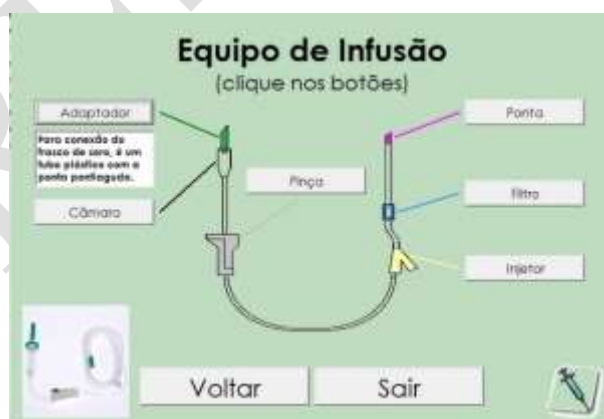 Equipo de Infusão
(clique nos botões)
Adaptador
Para conexão do
frasco de soro, é um
tubo plástico com a
ponta pontiaguda.
Câmara
Pinça
Ponta
Filtro
Injetor
Voltar
Sair